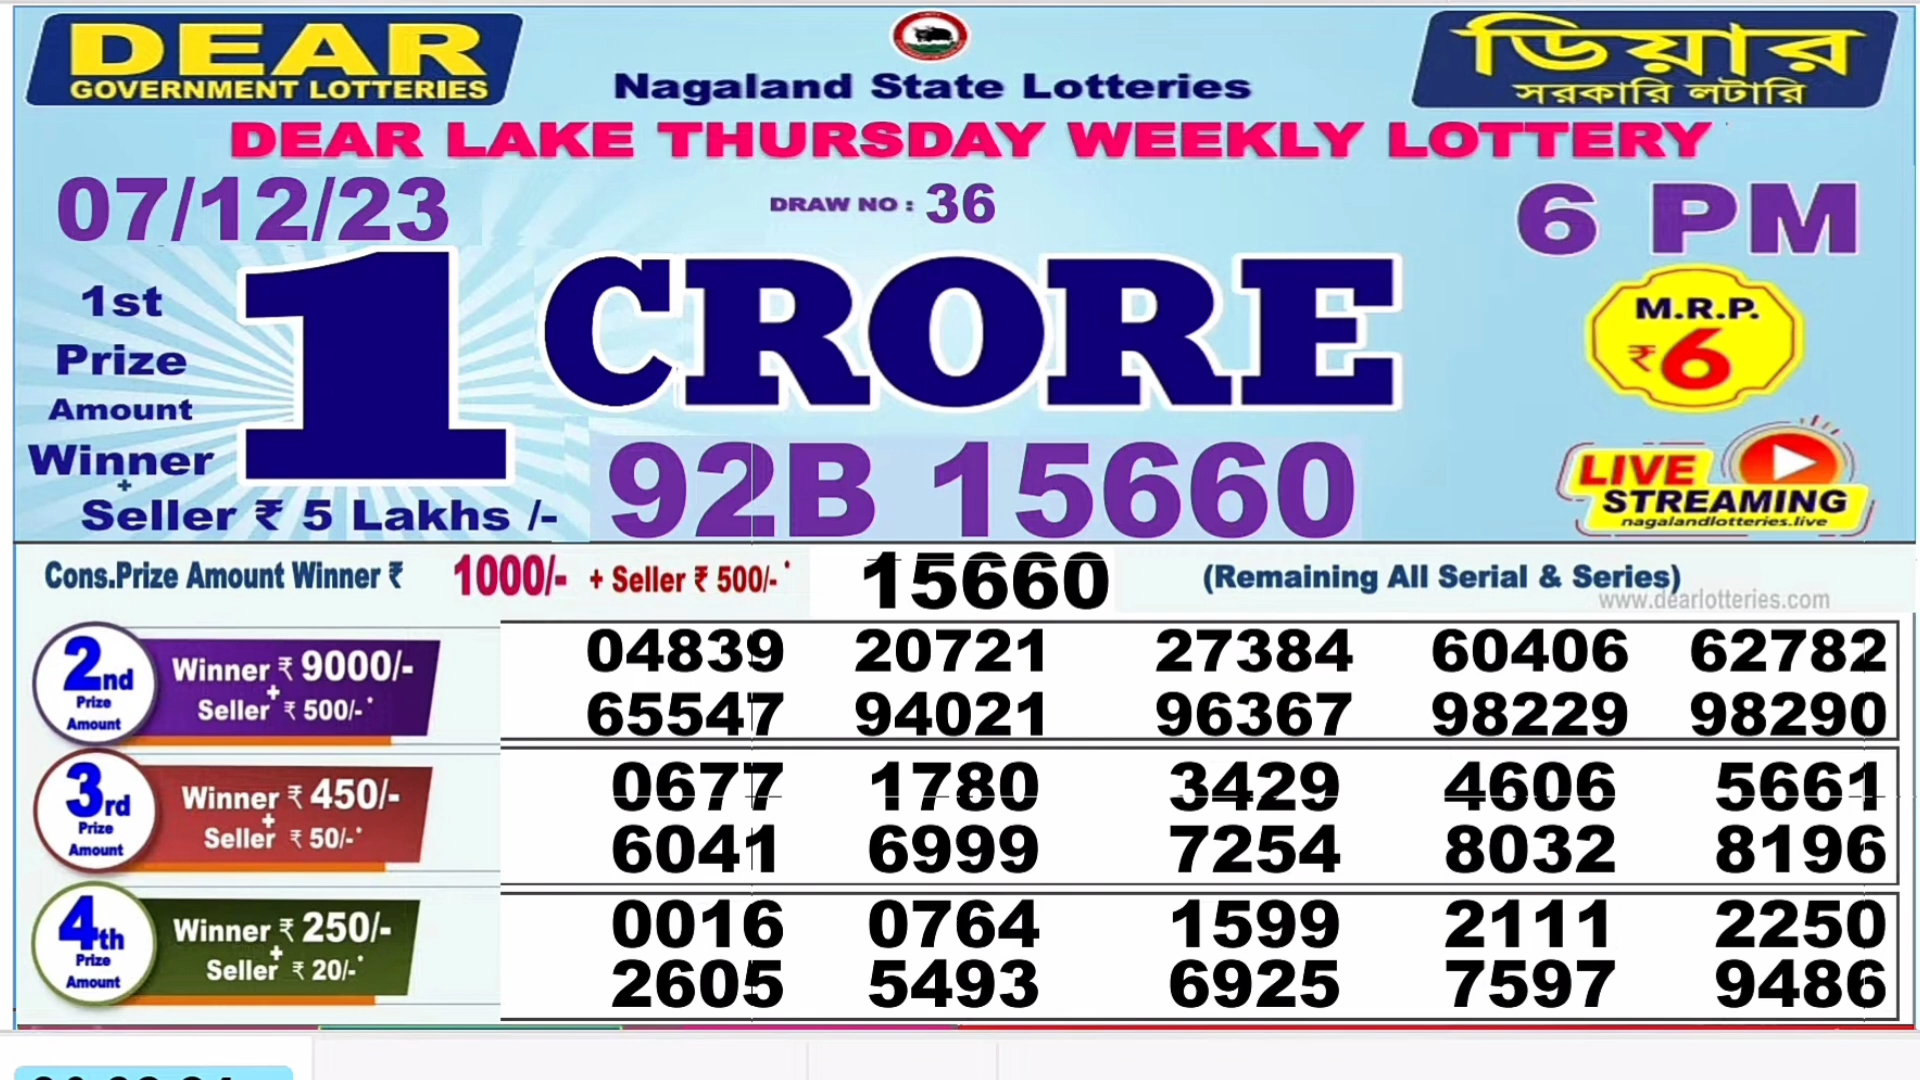 DEAR
GOVERNMENT LOTTERIES
Nagaland State Lotteries
ডিয়ার
সরকারি লটারি
DEAR LAKE THURSDAY WEEKLY LOTTERY
07/12/23
DRAW NO : 36
6 PM
1st
Prize
Amount
Winner
+
Seller ₹ 5 Lakhs /-
1 CRORE
M.R.P.
₹6
92B 15660
LIVE
STREAMING
nagalandlotteries.live
Cons.Prize Amount Winner ₹ 1000/- + Seller ₹ 500/-* 15660 (Remaining All Serial & Series)
www.dearlotteries.com
2nd
Prize
Amount
Winner ₹ 9000/-
+
Seller ₹ 500/-*
04839 20721 27384 60406 62782
65547 94021 96367 98229 98290
3rd
Prize
Amount
Winner ₹ 450/-
+
Seller ₹ 50/-*
0677 1780 3429 4606 5661
6041 6999 7254 8032 8196
4th
Prize
Amount
Winner ₹ 250/-
+
Seller ₹ 20/-*
0016 0764 1599 2111 2250
2605 5493 6925 7597 9486